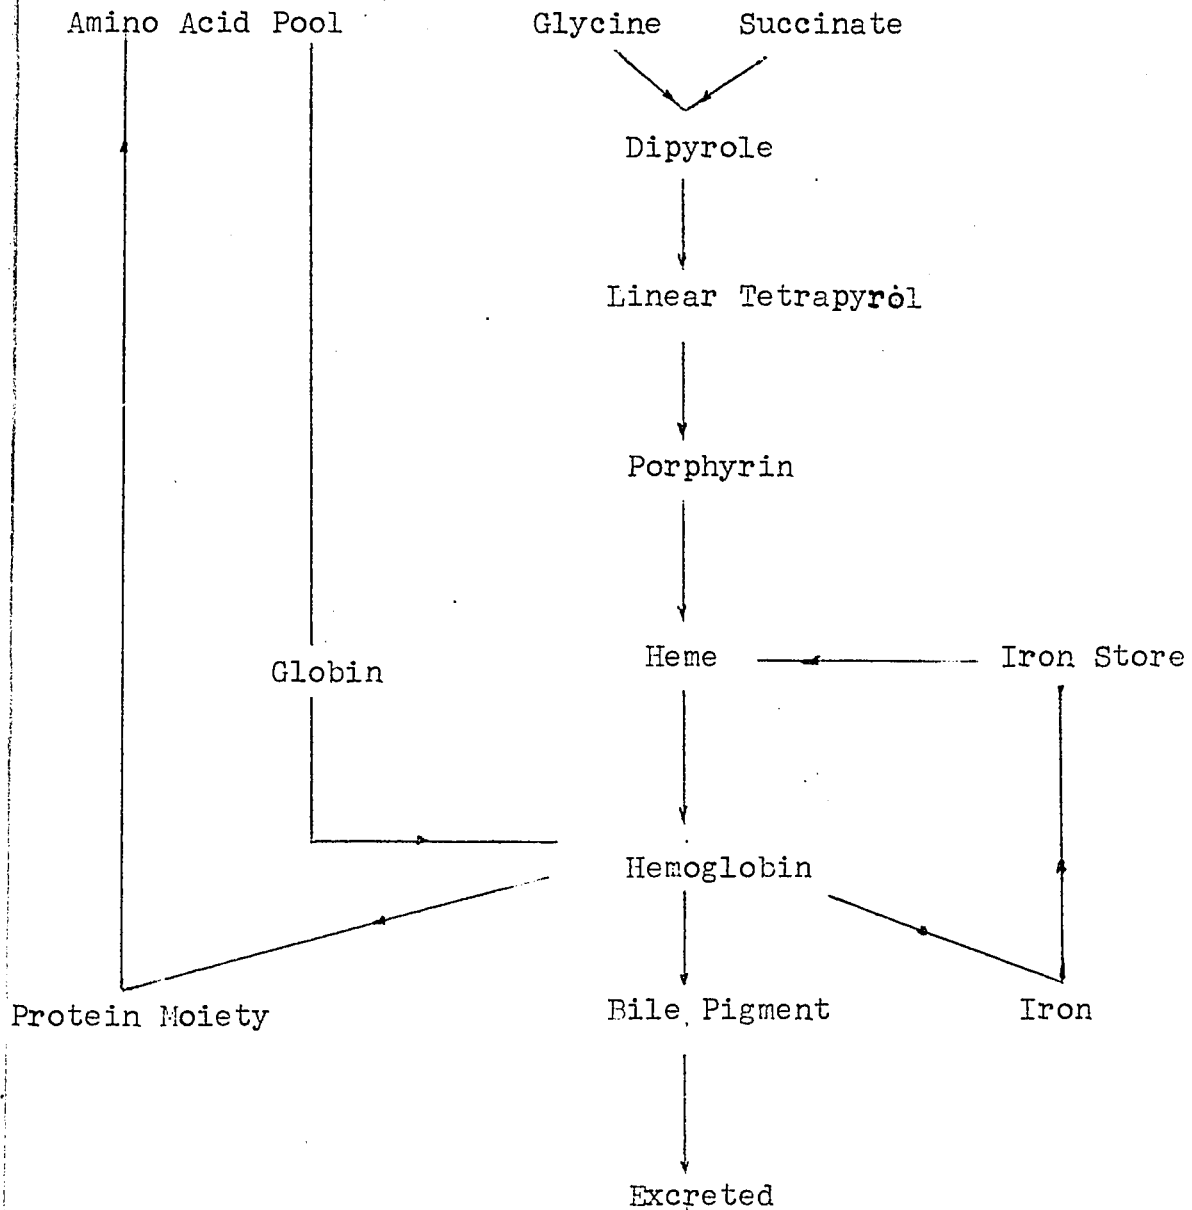 Amino Acid Pool Glycine Succinate
Dipyrole
Linear Tetrapyrol
Porphyrin
Globin Heme Iron Store
Hemoglobin
Protein Moiety Bile Pigment Iron
Excreted